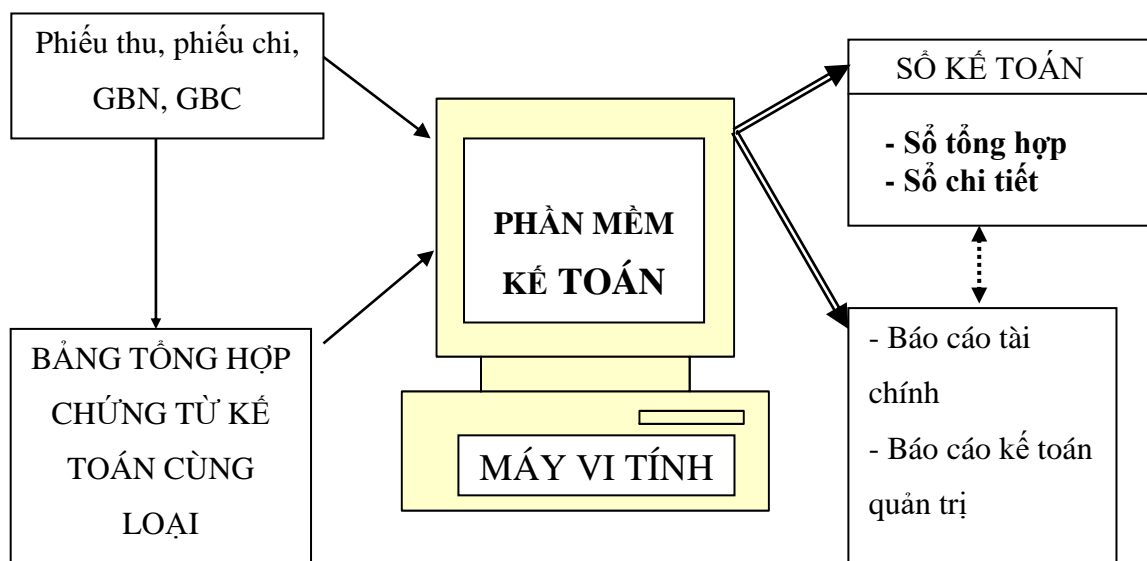 Phiếu thu, phiếu chi,
GBN, GBC
BẢNG TỔNG HỢP
CHỨNG TỪ KẾ
TOÁN CÙNG
LOẠI
PHẦN MỀM
KẾ TOÁN
MÁY VI TÍNH
SỔ KẾ TOÁN
- Sổ tổng hợp
- Sổ chi tiết
- Báo cáo tài
chính
- Báo cáo kế toán
quản trị